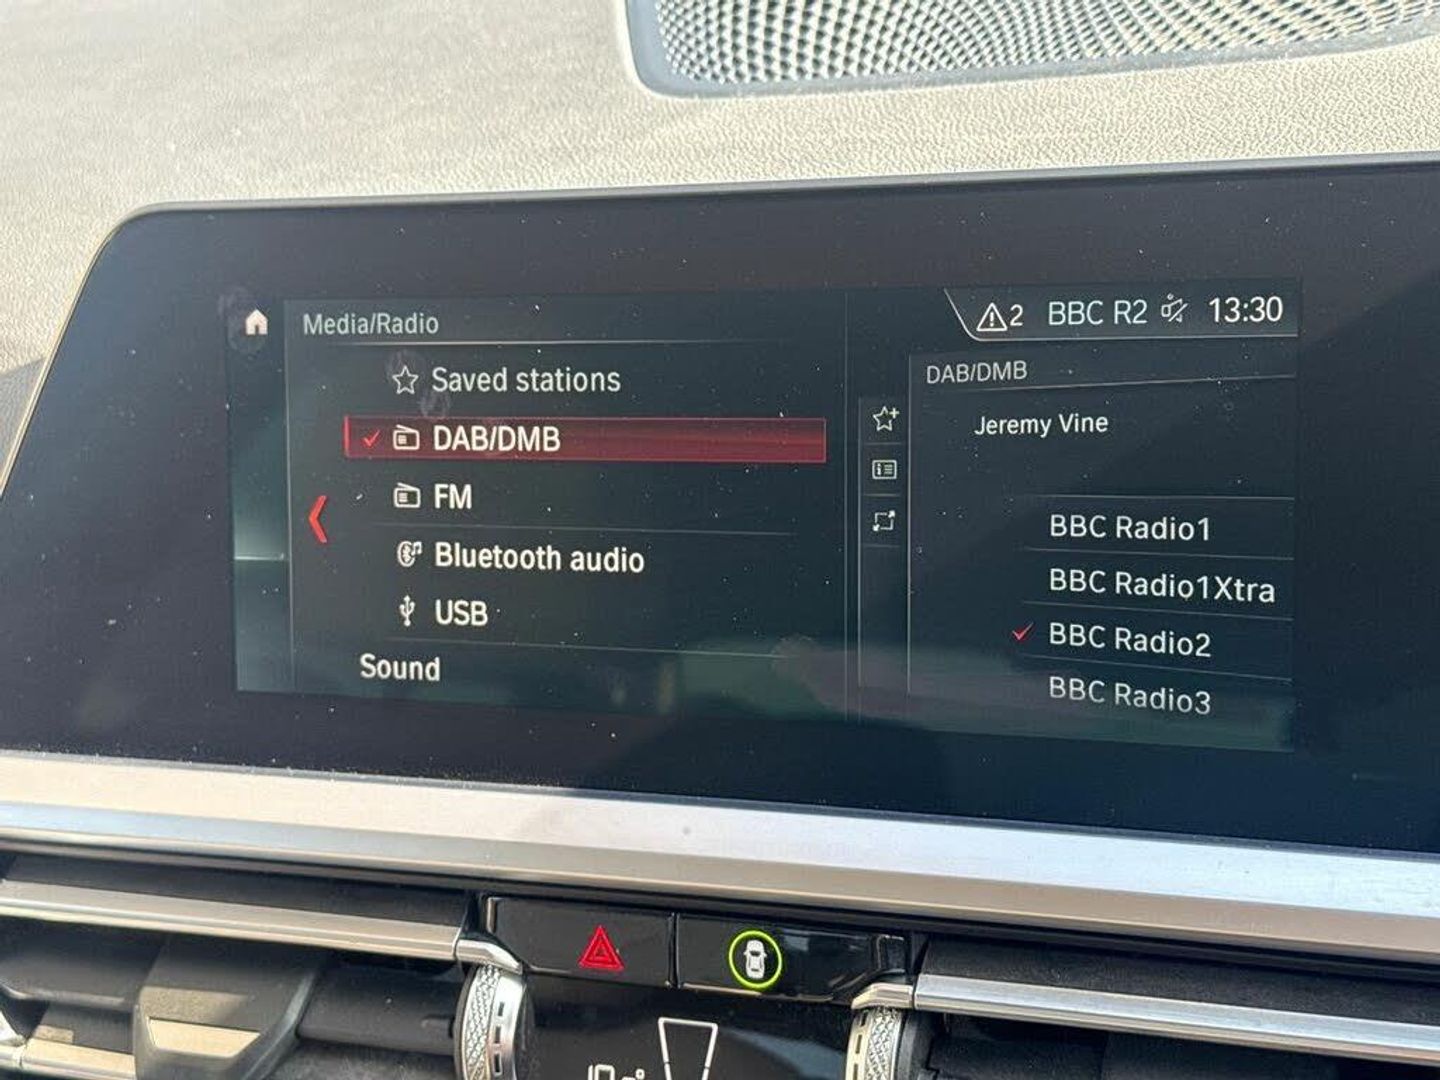 Media/Radio
2 BBC R2 13:30
Saved stations
DAB/DMB
FM
Bluetooth audio
USB
Sound
DAB/DMB
Jeremy Vine
BBC Radio1
BBC Radio1Xtra
BBC Radio2
BBC Radio3